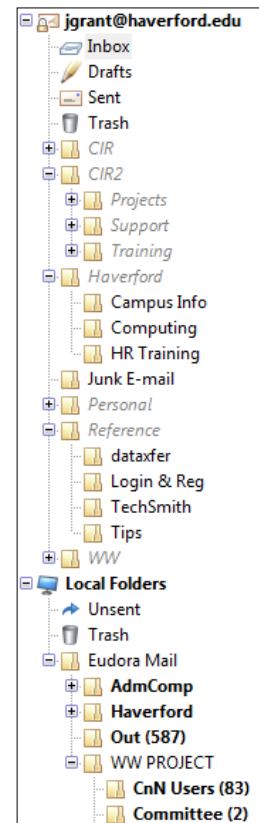 jgrant@haverford.edu
Inbox
Drafts
Sent
Trash
CIR
CIR2
Projects
Support
Training
Haverford
Campus Info
Computing
HR Training
Junk E-mail
Personal
Reference
dataxfer
Login & Reg
TechSmith
Tips
WW
Local Folders
Unsent
Trash
Eudora Mail
AdmComp
Haverford
Out (587)
WW PROJECT
CnN Users (83)
Committee (2)